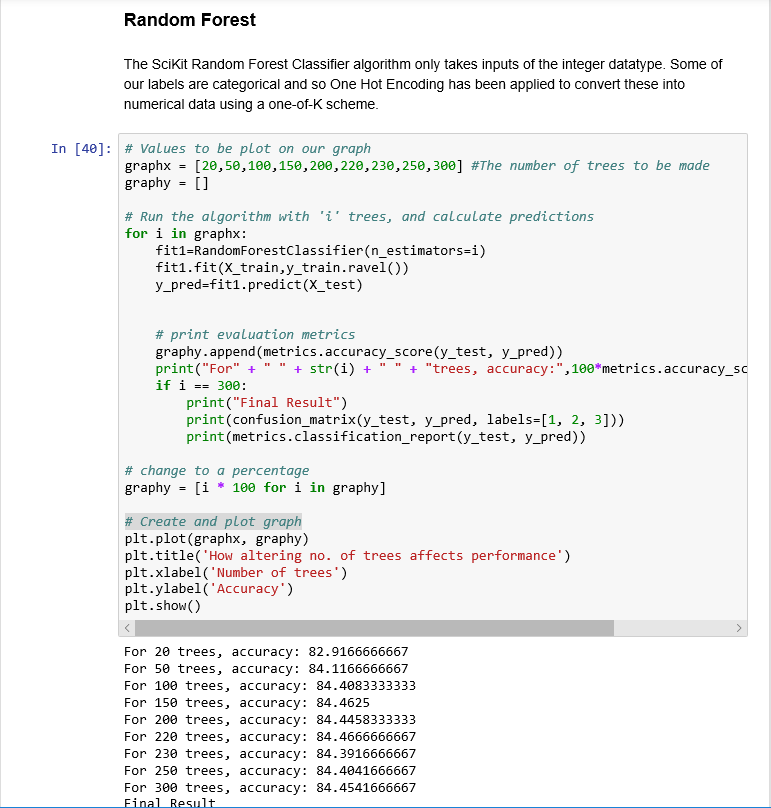 Random Forest
The SciKit Random Forest Classifier algorithm only takes inputs of the integer datatype. Some of
our labels are categorical and so One Hot Encoding has been applied to convert these into
numerical data using a one-of-K scheme.
In [40]: # Values to be plot on our graph
graphx = [20,50,100,150,200,220,230,250,300] #The number of trees to be made
graphy = []
# Run the algorithm with 'i' trees, and calculate predictions
for i in graphx:
    fit1=RandomForestClassifier(n_estimators=i)
    fit1.fit(X_train,y_train.ravel())
    y_pred=fit1.predict(X_test)
    # print evaluation metrics
    graphy.append(metrics.accuracy_score(y_test, y_pred))
    print("For" + " " + str(i) + " " + "trees, accuracy:",100*metrics.accuracy_sc
    if i == 300:
        print("Final Result")
        print(confusion_matrix(y_test, y_pred, labels=[1, 2, 3]))
        print(metrics.classification_report(y_test, y_pred))
# change to a percentage
graphy = [i * 100 for i in graphy]
# Create and plot graph
plt.plot(graphx, graphy)
plt.title('How altering no. of trees affects performance')
plt.xlabel('Number of trees')
plt.ylabel('Accuracy')
plt.show()
For 20 trees, accuracy: 82.9166666667
For 50 trees, accuracy: 84.1166666667
For 100 trees, accuracy: 84.4083333333
For 150 trees, accuracy: 84.4625
For 200 trees, accuracy: 84.4458333333
For 220 trees, accuracy: 84.4666666667
For 230 trees, accuracy: 84.3916666667
For 250 trees, accuracy: 84.4041666667
For 300 trees, accuracy: 84.4541666667
Final Result